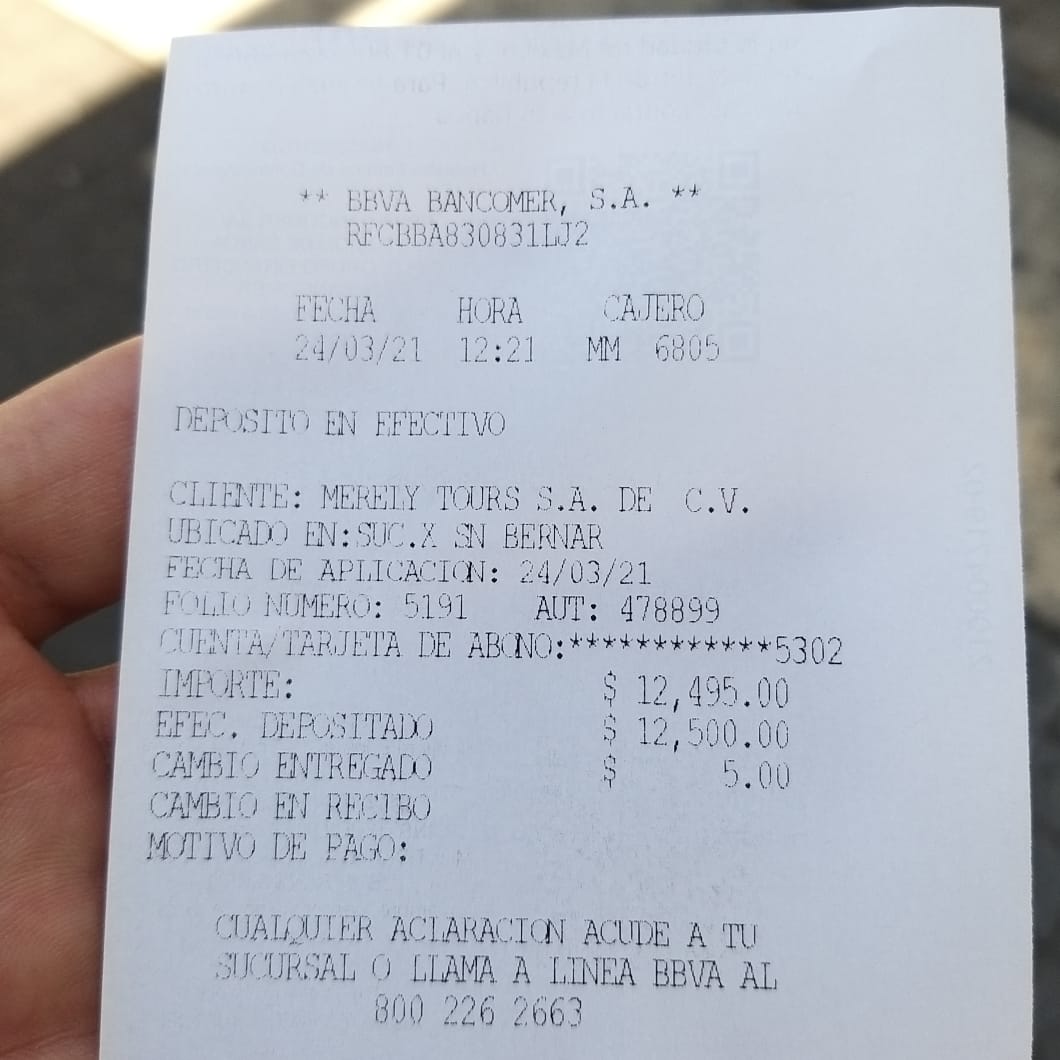 ** BBVA BANCOMER, S.A. **
RFCBBA830831LJ2
FECHA HORA CAJERO
24/03/21 12:21 MM 6805
DEPOSITO EN EFECTIVO
CLIENTE: MERELY TOURS S.A. DE C.V.
UBICADO EN:SUC.X SN BERNAR
FECHA DE APLICACION: 24/03/21
FOLIO NUMERO: 5191 AUT: 478899
CUENTA/TARJETA DE ABONO:************5302
IMPORTE: $ 12,495.00
EFEC. DEPOSITADO $ 12,500.00
CAMBIO ENTREGADO $ 5.00
CAMBIO EN RECIBO
MOTIVO DE PAGO:
CUALQUIER ACLARACION ACUDE A TU
SUCURSAL O LLAMA A LINEA BBVA AL
800 226 2663